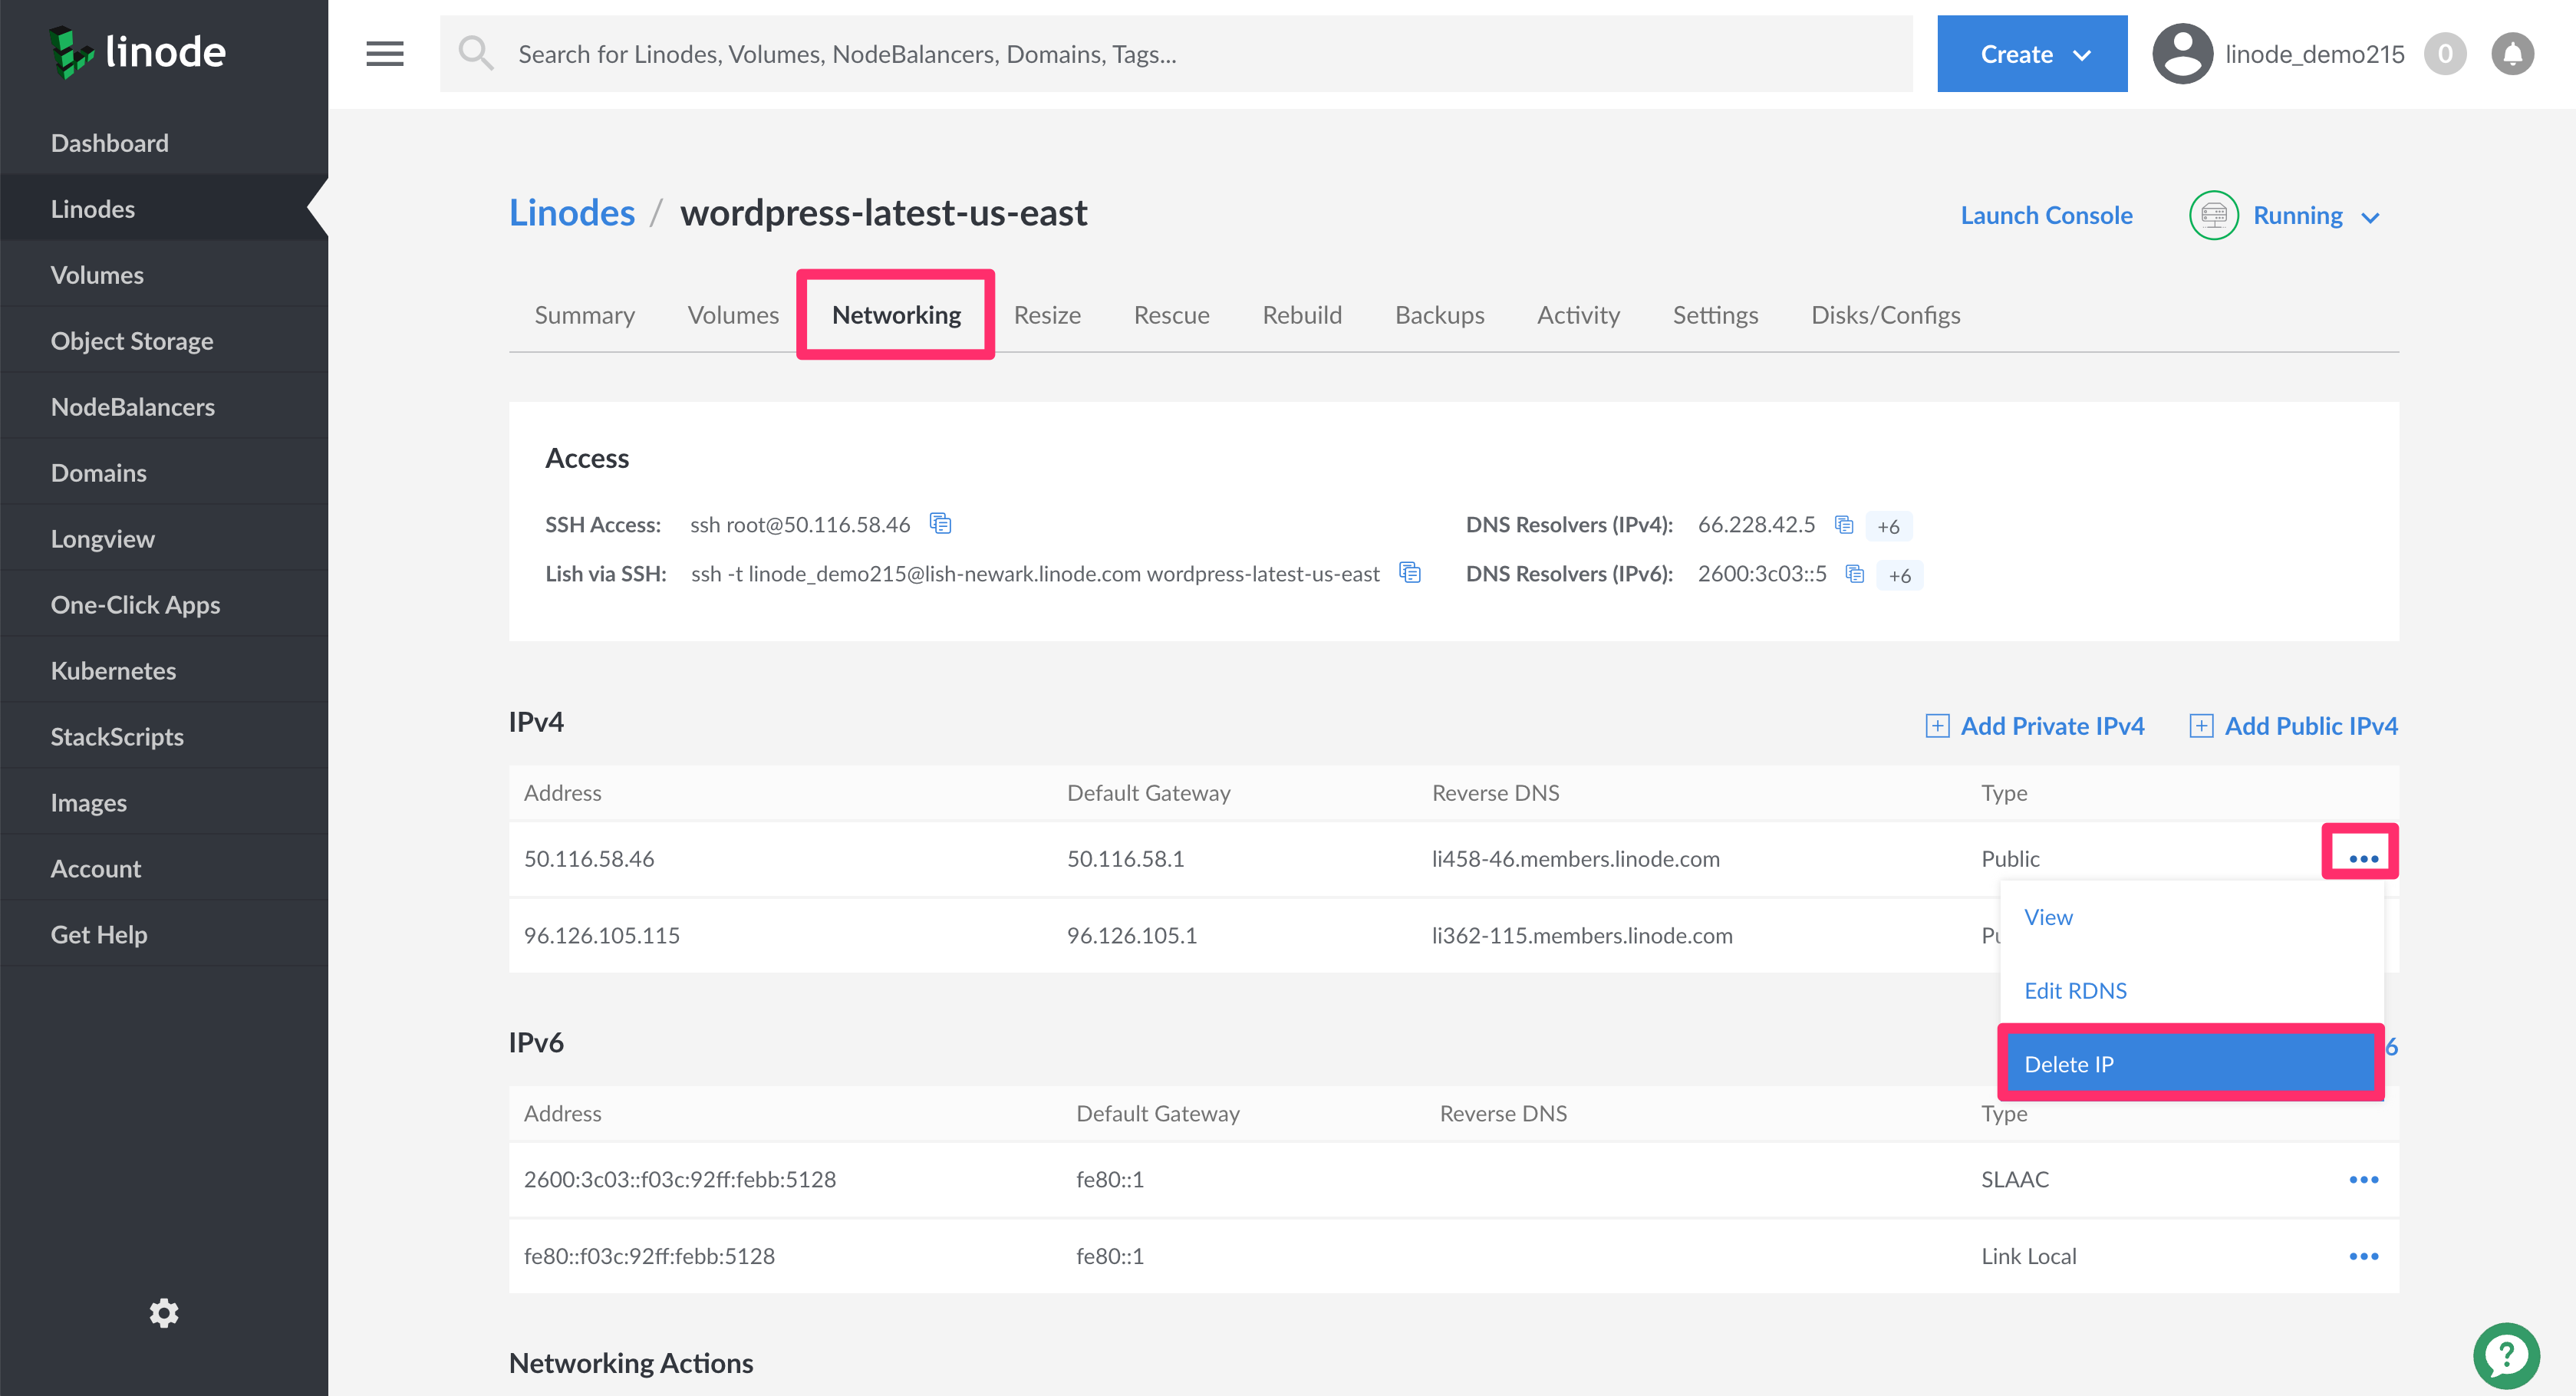 linode
Search for Linodes, Volumes, NodeBalancers, Domains, Tags...
Create
linode_demo215
0
Dashboard
Linodes
Volumes
Object Storage
NodeBalancers
Domains
Longview
One-Click Apps
Kubernetes
StackScripts
Images
Account
Get Help
Linodes / wordpress-latest-us-east
Launch Console
Running
Summary Volumes Networking Resize Rescue Rebuild Backups Activity Settings Disks/Configs
Access
SSH Access: ssh root@50.116.58.46
DNS Resolvers (IPv4): 66.228.42.5 +6
Lish via SSH: ssh -t linode_demo215@lish-newark.linode.com wordpress-latest-us-east
DNS Resolvers (IPv6): 2600:3c03::5 +6
IPv4
Add Private IPv4 Add Public IPv4
Address Default Gateway Reverse DNS Type
50.116.58.46 50.116.58.1 li458-46.members.linode.com Public
96.126.105.115 96.126.105.1 li362-115.members.linode.com
View
Edit RDNS
Delete IP
IPv6
6
Address Default Gateway Reverse DNS Type
2600:3c03::f03c:92ff:febb:5128 fe80::1 SLAAC
fe80::f03c:92ff:febb:5128 fe80::1 Link Local
Networking Actions
?